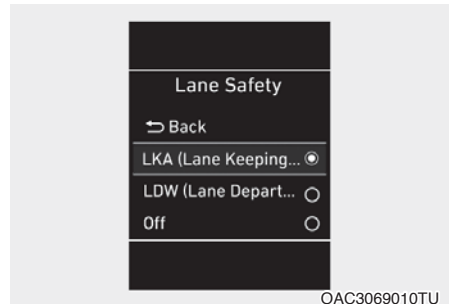 Lane Safety
Back
LKA (Lane Keeping...
LDW (Lane Depart...
Off
OAC3069010TU